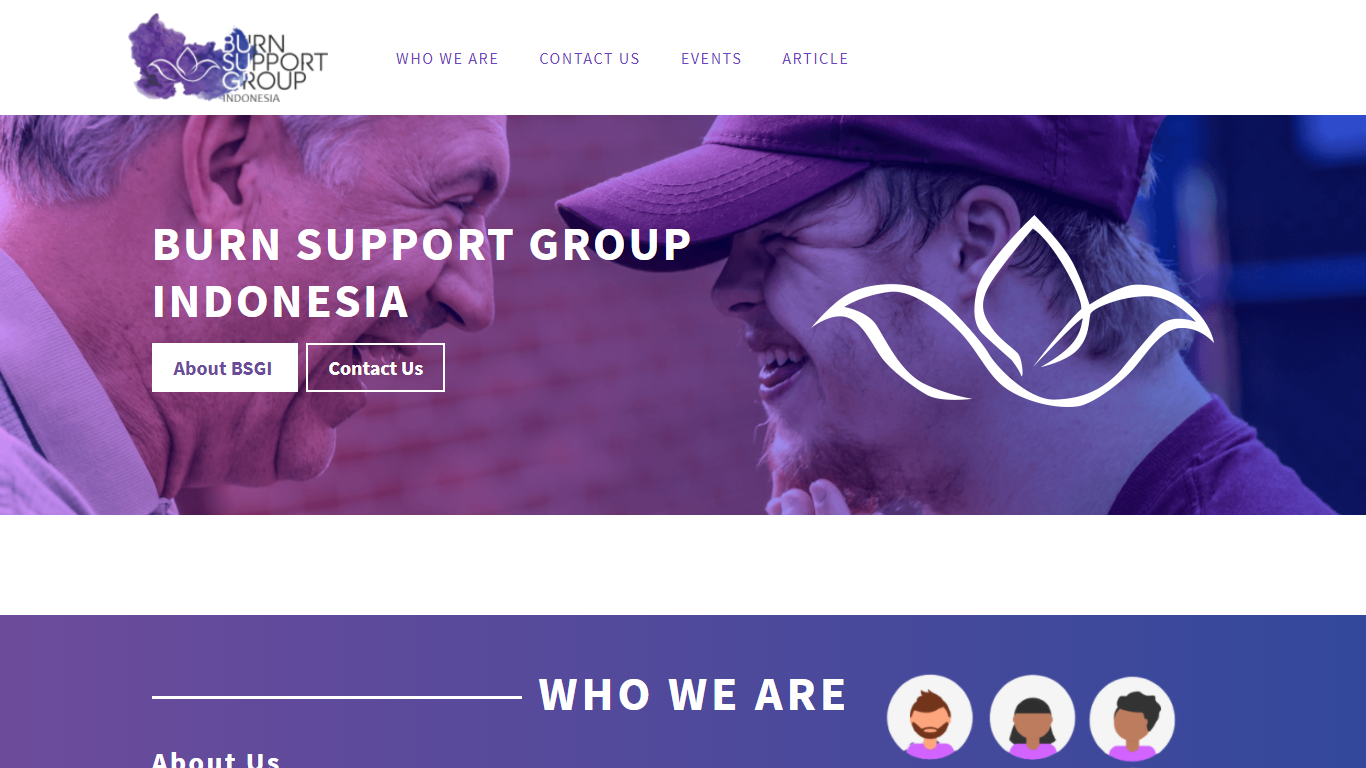 BURN
SUPPORT
GROUP
INDONESIA
WHO WE ARE
CONTACT US
EVENTS
ARTICLE
BURN SUPPORT GROUP
INDONESIA
About BSGI
Contact Us
WHO WE ARE
About Us